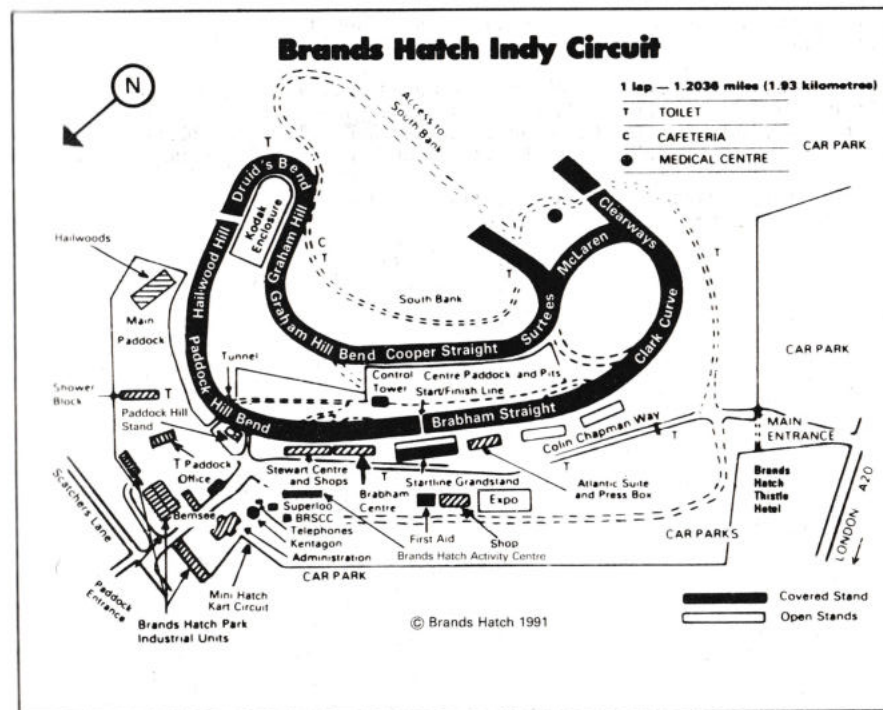 Brands Hatch Indy Circuit
N
1 lap — 1.2036 miles (1.93 kilometres)
T TOILET
C CAFETERIA
MEDICAL CENTRE
CAR PARK
Access to
South Bank
T
Druid's Bend
Kodak
Enclosure
Hailwood Hill
Graham Hill
Clearways
McLaren
Hailwoods
C
T
T
T
South Bank
Surtees
Clark Curve
Main
Paddock
Graham Hill Bend
Cooper Straight
CAR PARK
Tunnel
Control
Tower
Centre Paddock and Pits
Start/Finish Line
Shower
Block
T
Paddock Hill Bend
Brabham Straight
Paddock Hill
Stand
Colin Chapman Way
MAIN
ENTRANCE
T Paddock
Office
Stewart Centre
and Shops
T
Brabham
Centre
Startline Grandstand
Atlantic Suite
and Press Box
T
T
Brands
Hatch
Thistle
Hotel
Scatchers Lane
Bemsee
Superloo
BRSCC
Telephones
Kentagon
Administration
First Aid
Shop
Expo
Brands Hatch Activity Centre
CAR PARKS
LONDON A20
CAR PARK
Paddock
Entrance
Mini Hatch
Kart Circuit
Brands Hatch Park
Industrial Units
Covered Stand
Open Stands
© Brands Hatch 1991